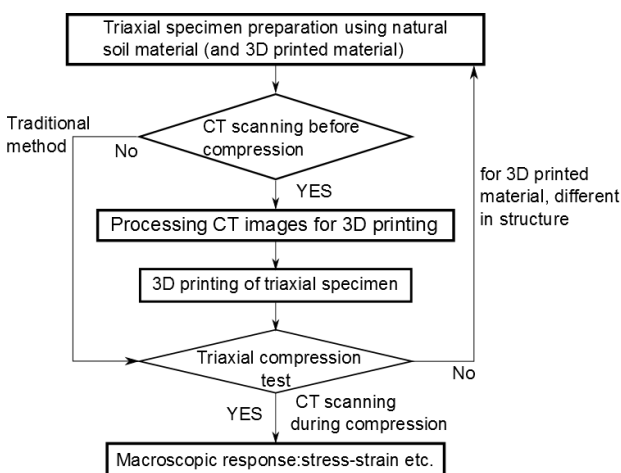 Triaxial specimen preparation using natural
soil material (and 3D printed material)
Traditional
method
No
CT scanning before
compression
YES
for 3D printed
material, different
in structure
Processing CT images for 3D printing
3D printing of triaxial specimen
Triaxial compression
test
No
YES
CT scanning
during compression
Macroscopic response:stress-strain etc.